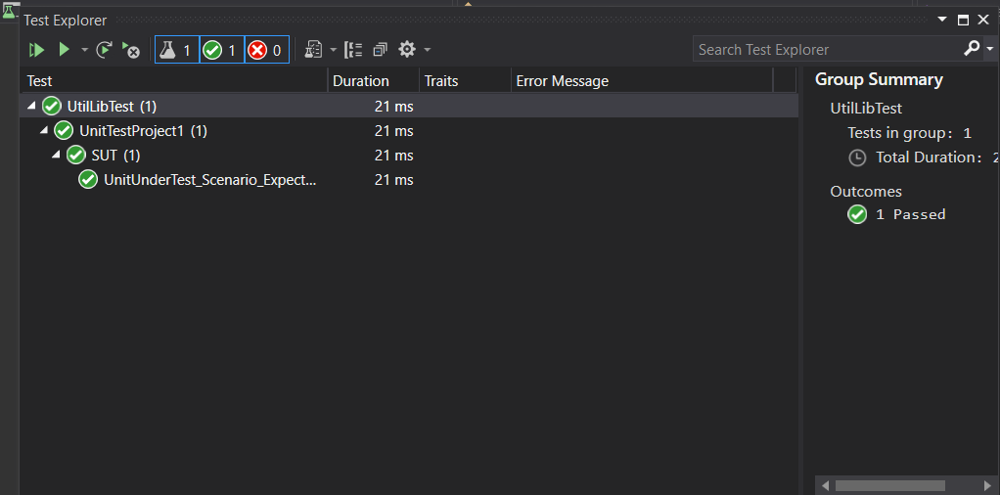 Test Explorer
1 1 0
Search Test Explorer
Test Duration Traits Error Message
UtilLibTest (1) 21 ms
UnitTestProject1 (1) 21 ms
SUT (1) 21 ms
UnitUnderTest_Scenario_Expect... 21 ms
Group Summary
UtilLibTest
Tests in group: 1
Total Duration: 2
Outcomes
1 Passed